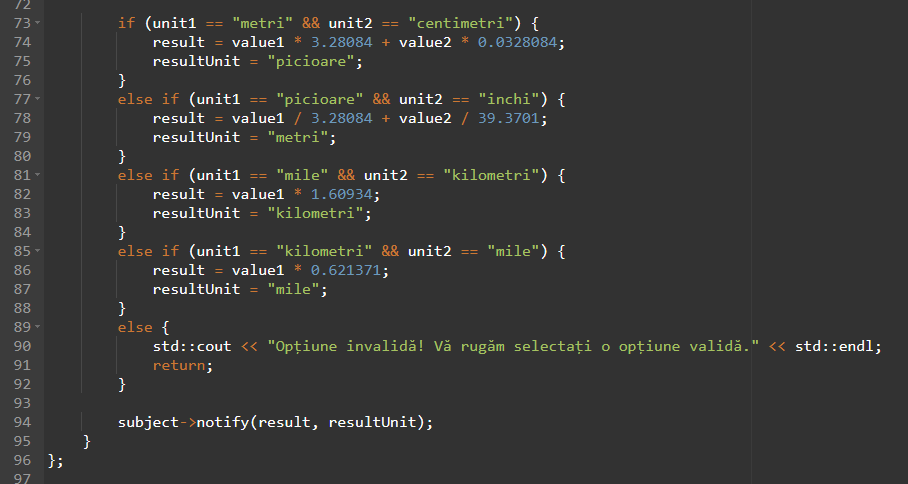 72
73 if (unit1 == "metri" && unit2 == "centimetri") {
74 result = value1 * 3.28084 + value2 * 0.0328084;
75 resultUnit = "picioare";
76 }
77 else if (unit1 == "picioare" && unit2 == "inchi") {
78 result = value1 / 3.28084 + value2 / 39.3701;
79 resultUnit = "metri";
80 }
81 else if (unit1 == "mile" && unit2 == "kilometri") {
82 result = value1 * 1.60934;
83 resultUnit = "kilometri";
84 }
85 else if (unit1 == "kilometri" && unit2 == "mile") {
86 result = value1 * 0.621371;
87 resultUnit = "mile";
88 }
89 else {
90 std::cout << "Opțiune invalidă! Vă rugăm selectați o opțiune validă." << std::endl;
91 return;
92 }
93
94 subject->notify(result, resultUnit);
95 }
96 };
97